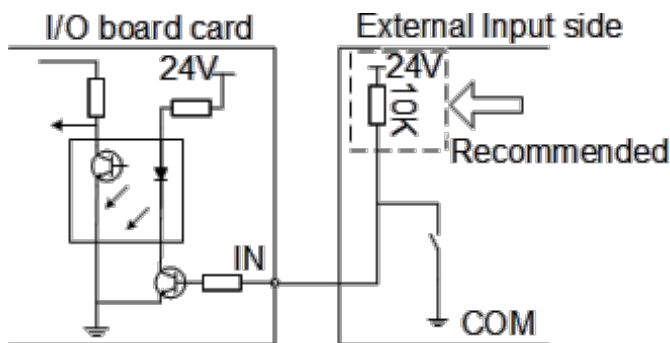 I/O board card
External Input side
24V
24V
10K
Recommended
IN
COM